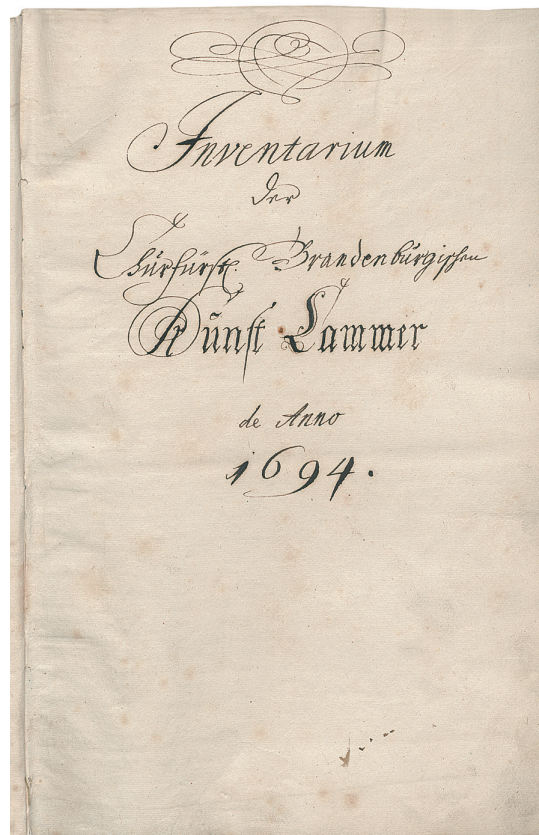 Inventarium
der
Churfürstl. Brandenburgischen
Kunst Cammer
de Anno
1694.